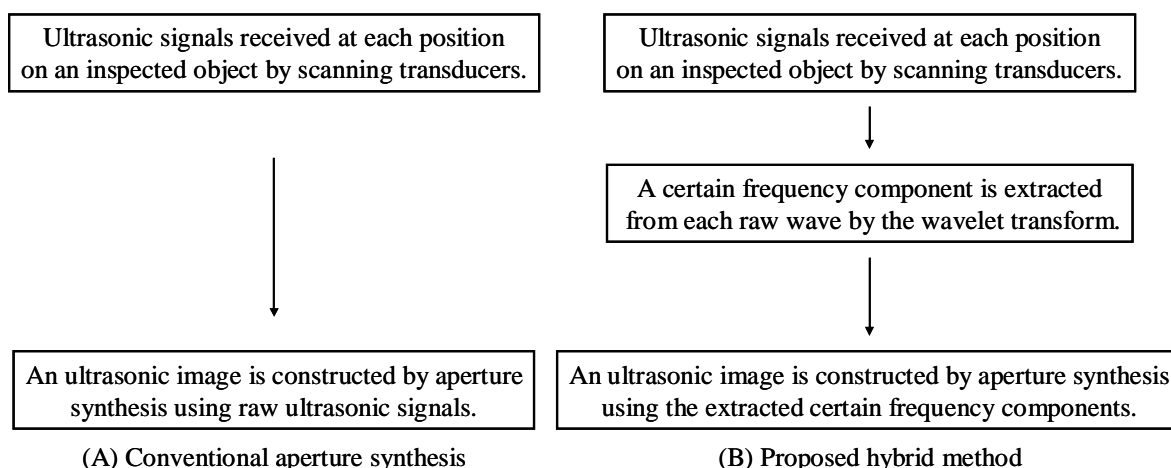 Ultrasonic signals received at each position
on an inspected object by scanning transducers.
An ultrasonic image is constructed by aperture
synthesis using raw ultrasonic signals.
(A) Conventional aperture synthesis
Ultrasonic signals received at each position
on an inspected object by scanning transducers.
A certain frequency component is extracted
from each raw wave by the wavelet transform.
An ultrasonic image is constructed by aperture synthesis
using the extracted certain frequency components.
(B) Proposed hybrid method